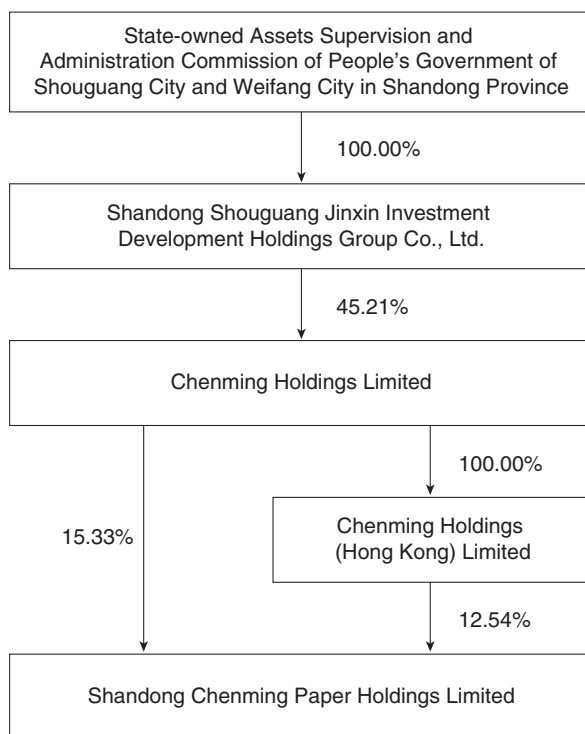 State-owned Assets Supervision and
Administration Commission of People’s Government of
Shouguang City and Weifang City in Shandong Province
100.00%
Shandong Shouguang Jinxin Investment
Development Holdings Group Co., Ltd.
45.21%
Chenming Holdings Limited
100.00%
15.33%
Chenming Holdings
(Hong Kong) Limited
12.54%
Shandong Chenming Paper Holdings Limited